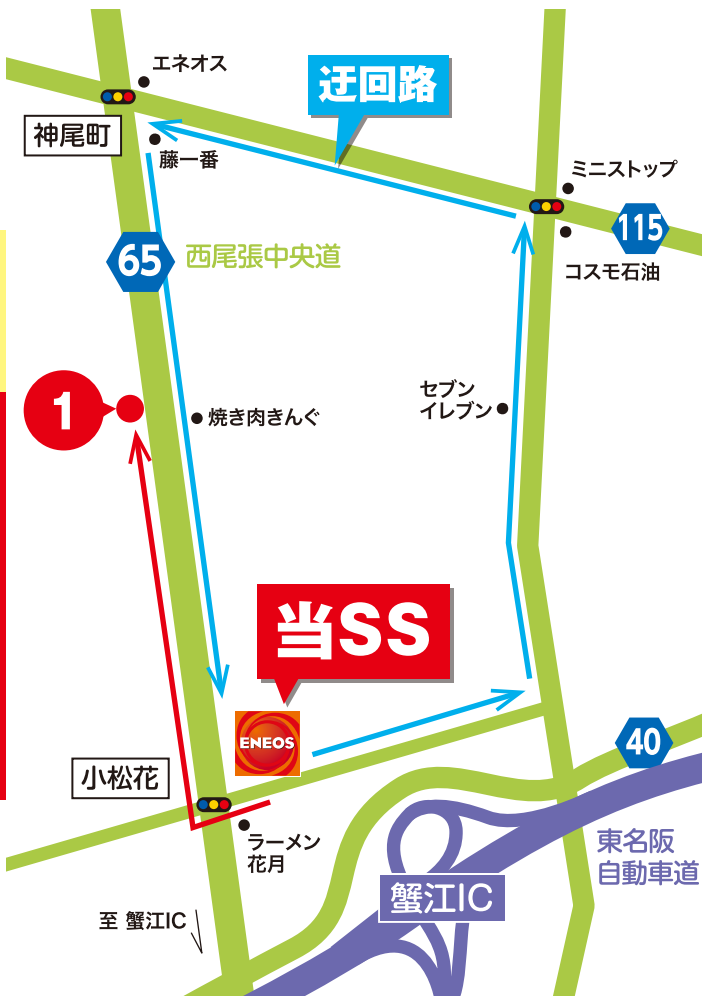 エネオス
迂回路
神尾町
藤一番
ミニストップ
115
コスモ石油
65
西尾張中央道
1
焼き肉きんぐ
セブン
イレブン
当SS
ENEOS
小松花
40
ラーメン
花月
東名阪
自動車道
蟹江IC
至 蟹江IC